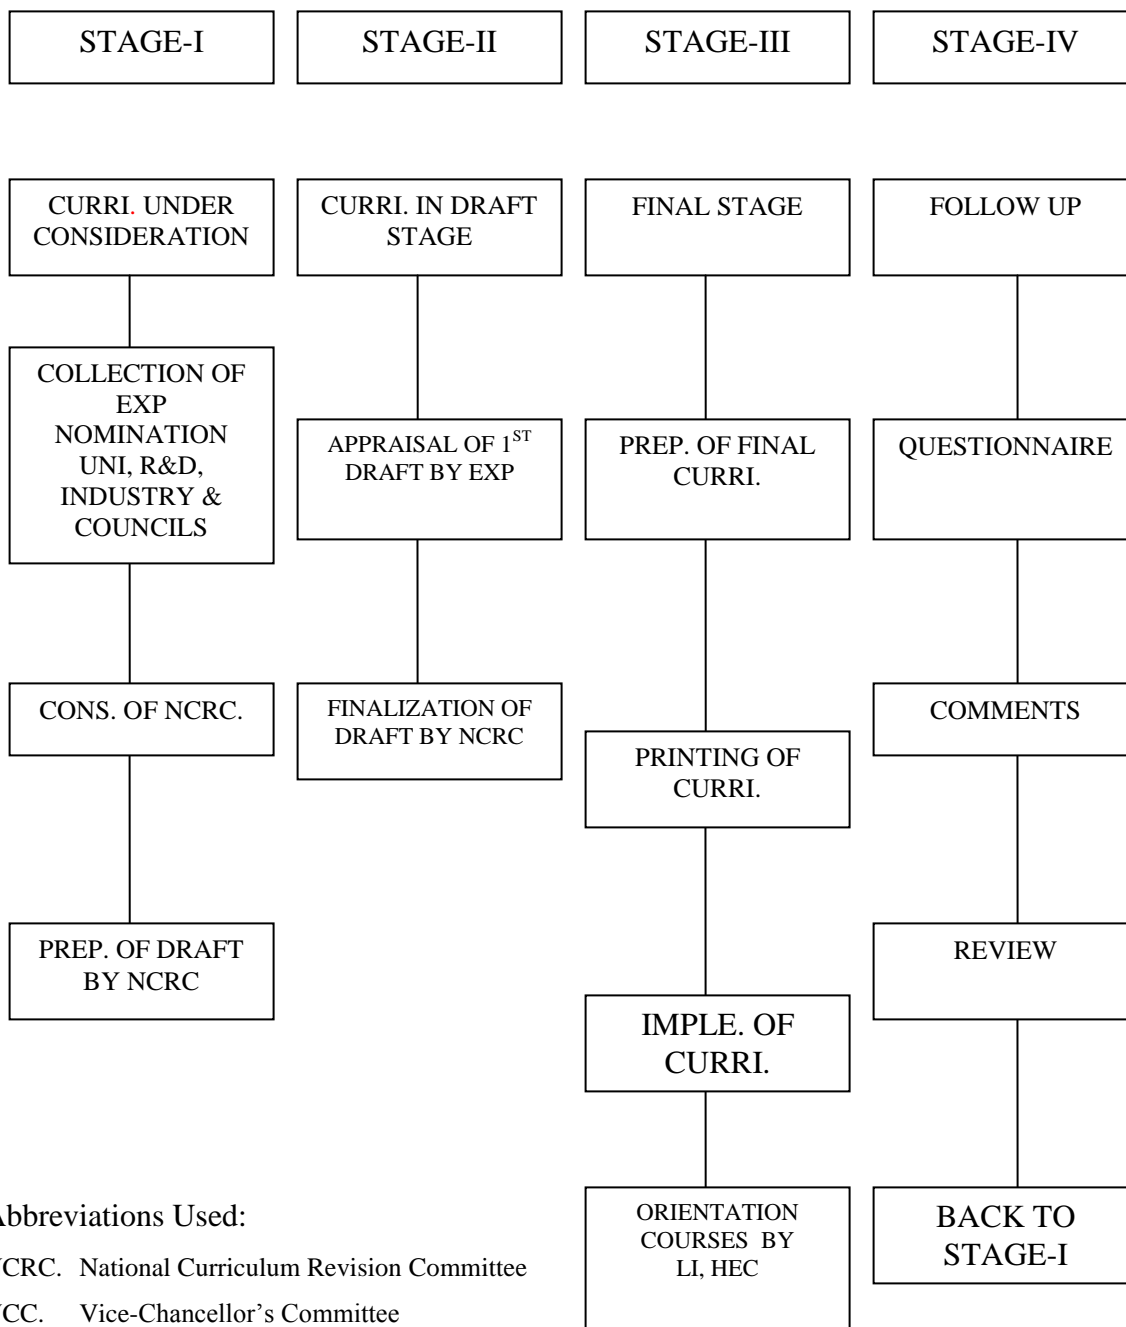 STAGE-I
STAGE-II
STAGE-III
STAGE-IV
CURRI. UNDER
CONSIDERATION
COLLECTION OF
EXP
NOMINATION
UNI, R&D,
INDUSTRY &
COUNCILS
CONS. OF NCRC.
PREP. OF DRAFT
BY NCRC
CURRI. IN DRAFT
STAGE
APPRAISAL OF 1ST
DRAFT BY EXP
FINALIZATION OF
DRAFT BY NCRC
FINAL STAGE
PREP. OF FINAL
CURRI.
PRINTING OF
CURRI.
IMPLE. OF
CURRI.
ORIENTATION
COURSES BY
LI, HEC
FOLLOW UP
QUESTIONNAIRE
COMMENTS
REVIEW
BACK TO
STAGE-I
Abbreviations Used:
NCRC. National Curriculum Revision Committee
VCC. Vice-Chancellor's Committee